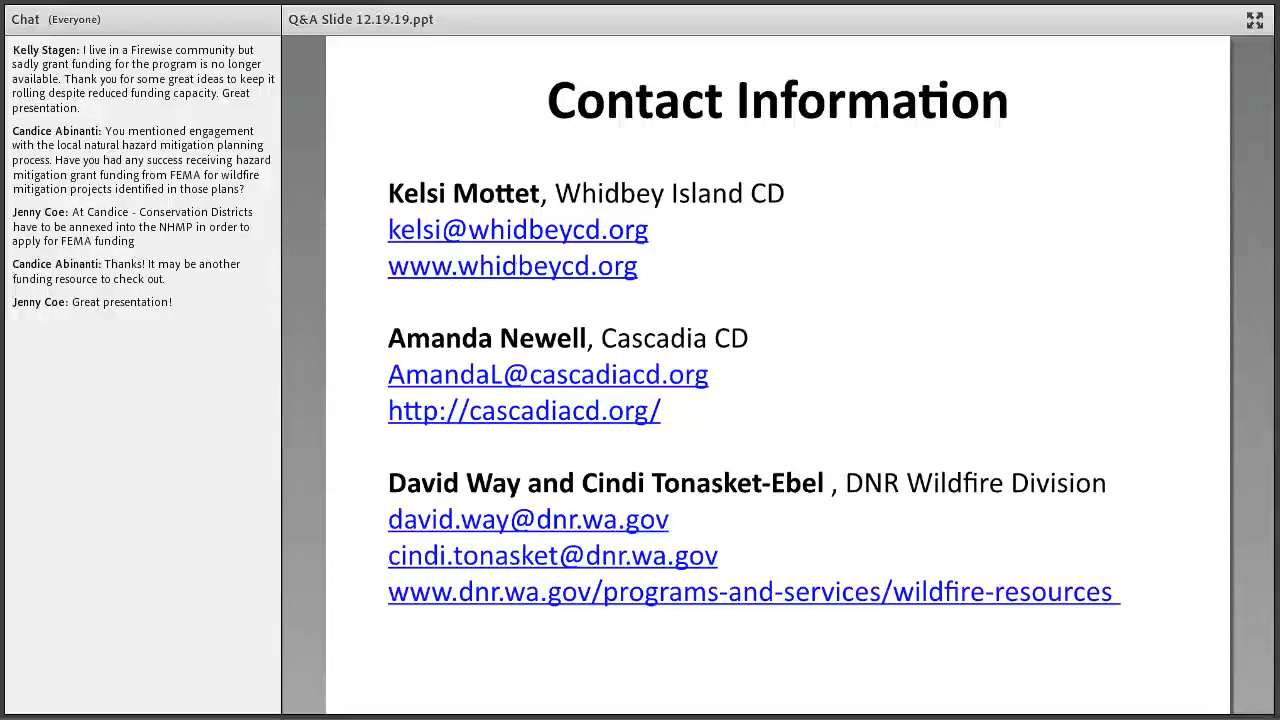 Chat (Everyone)
Q&A Slide 12.19.19.ppt
Kelly Stagen: I live in a Firewise community but
sadly grant funding for the program is no longer
available. Thank you for some great ideas to keep it
rolling despite reduced funding capacity. Great
presentation.
Candice Abinanti: You mentioned engagement
with the local natural hazard mitigation planning
process. Have you had any success receiving hazard
mitigation grant funding from FEMA for wildfire
mitigation projects identified in those plans?
Jenny Coe: At Candice - Conservation Districts
have to be annexed into the NHMP in order to
apply for FEMA funding
Candice Abinanti: Thanks! It may be another
funding resource to check out.
Jenny Coe: Great presentation!
Contact Information
Kelsi Mottet, Whidbey Island CD
kelsi@whidbeycd.org
www.whidbeycd.org
Amanda Newell, Cascadia CD
AmandaL@cascadiacd.org
http://cascadiacd.org/
David Way and Cindi Tonasket-Ebel , DNR Wildfire Division
david.way@dnr.wa.gov
cindi.tonasket@dnr.wa.gov
www.dnr.wa.gov/programs-and-services/wildfire-resources